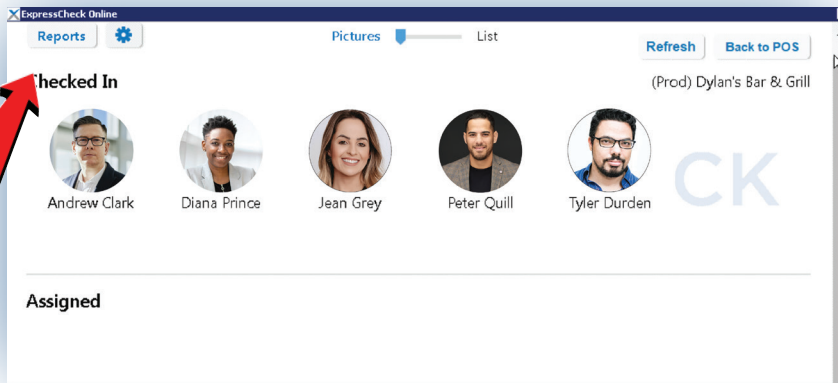 ExpressCheck Online
Reports Pictures List Refresh Back to POS
Checked In (Prod) Dylan's Bar & Grill
CK
Andrew Clark Diana Prince Jean Grey Peter Quill Tyler Durden
Assigned